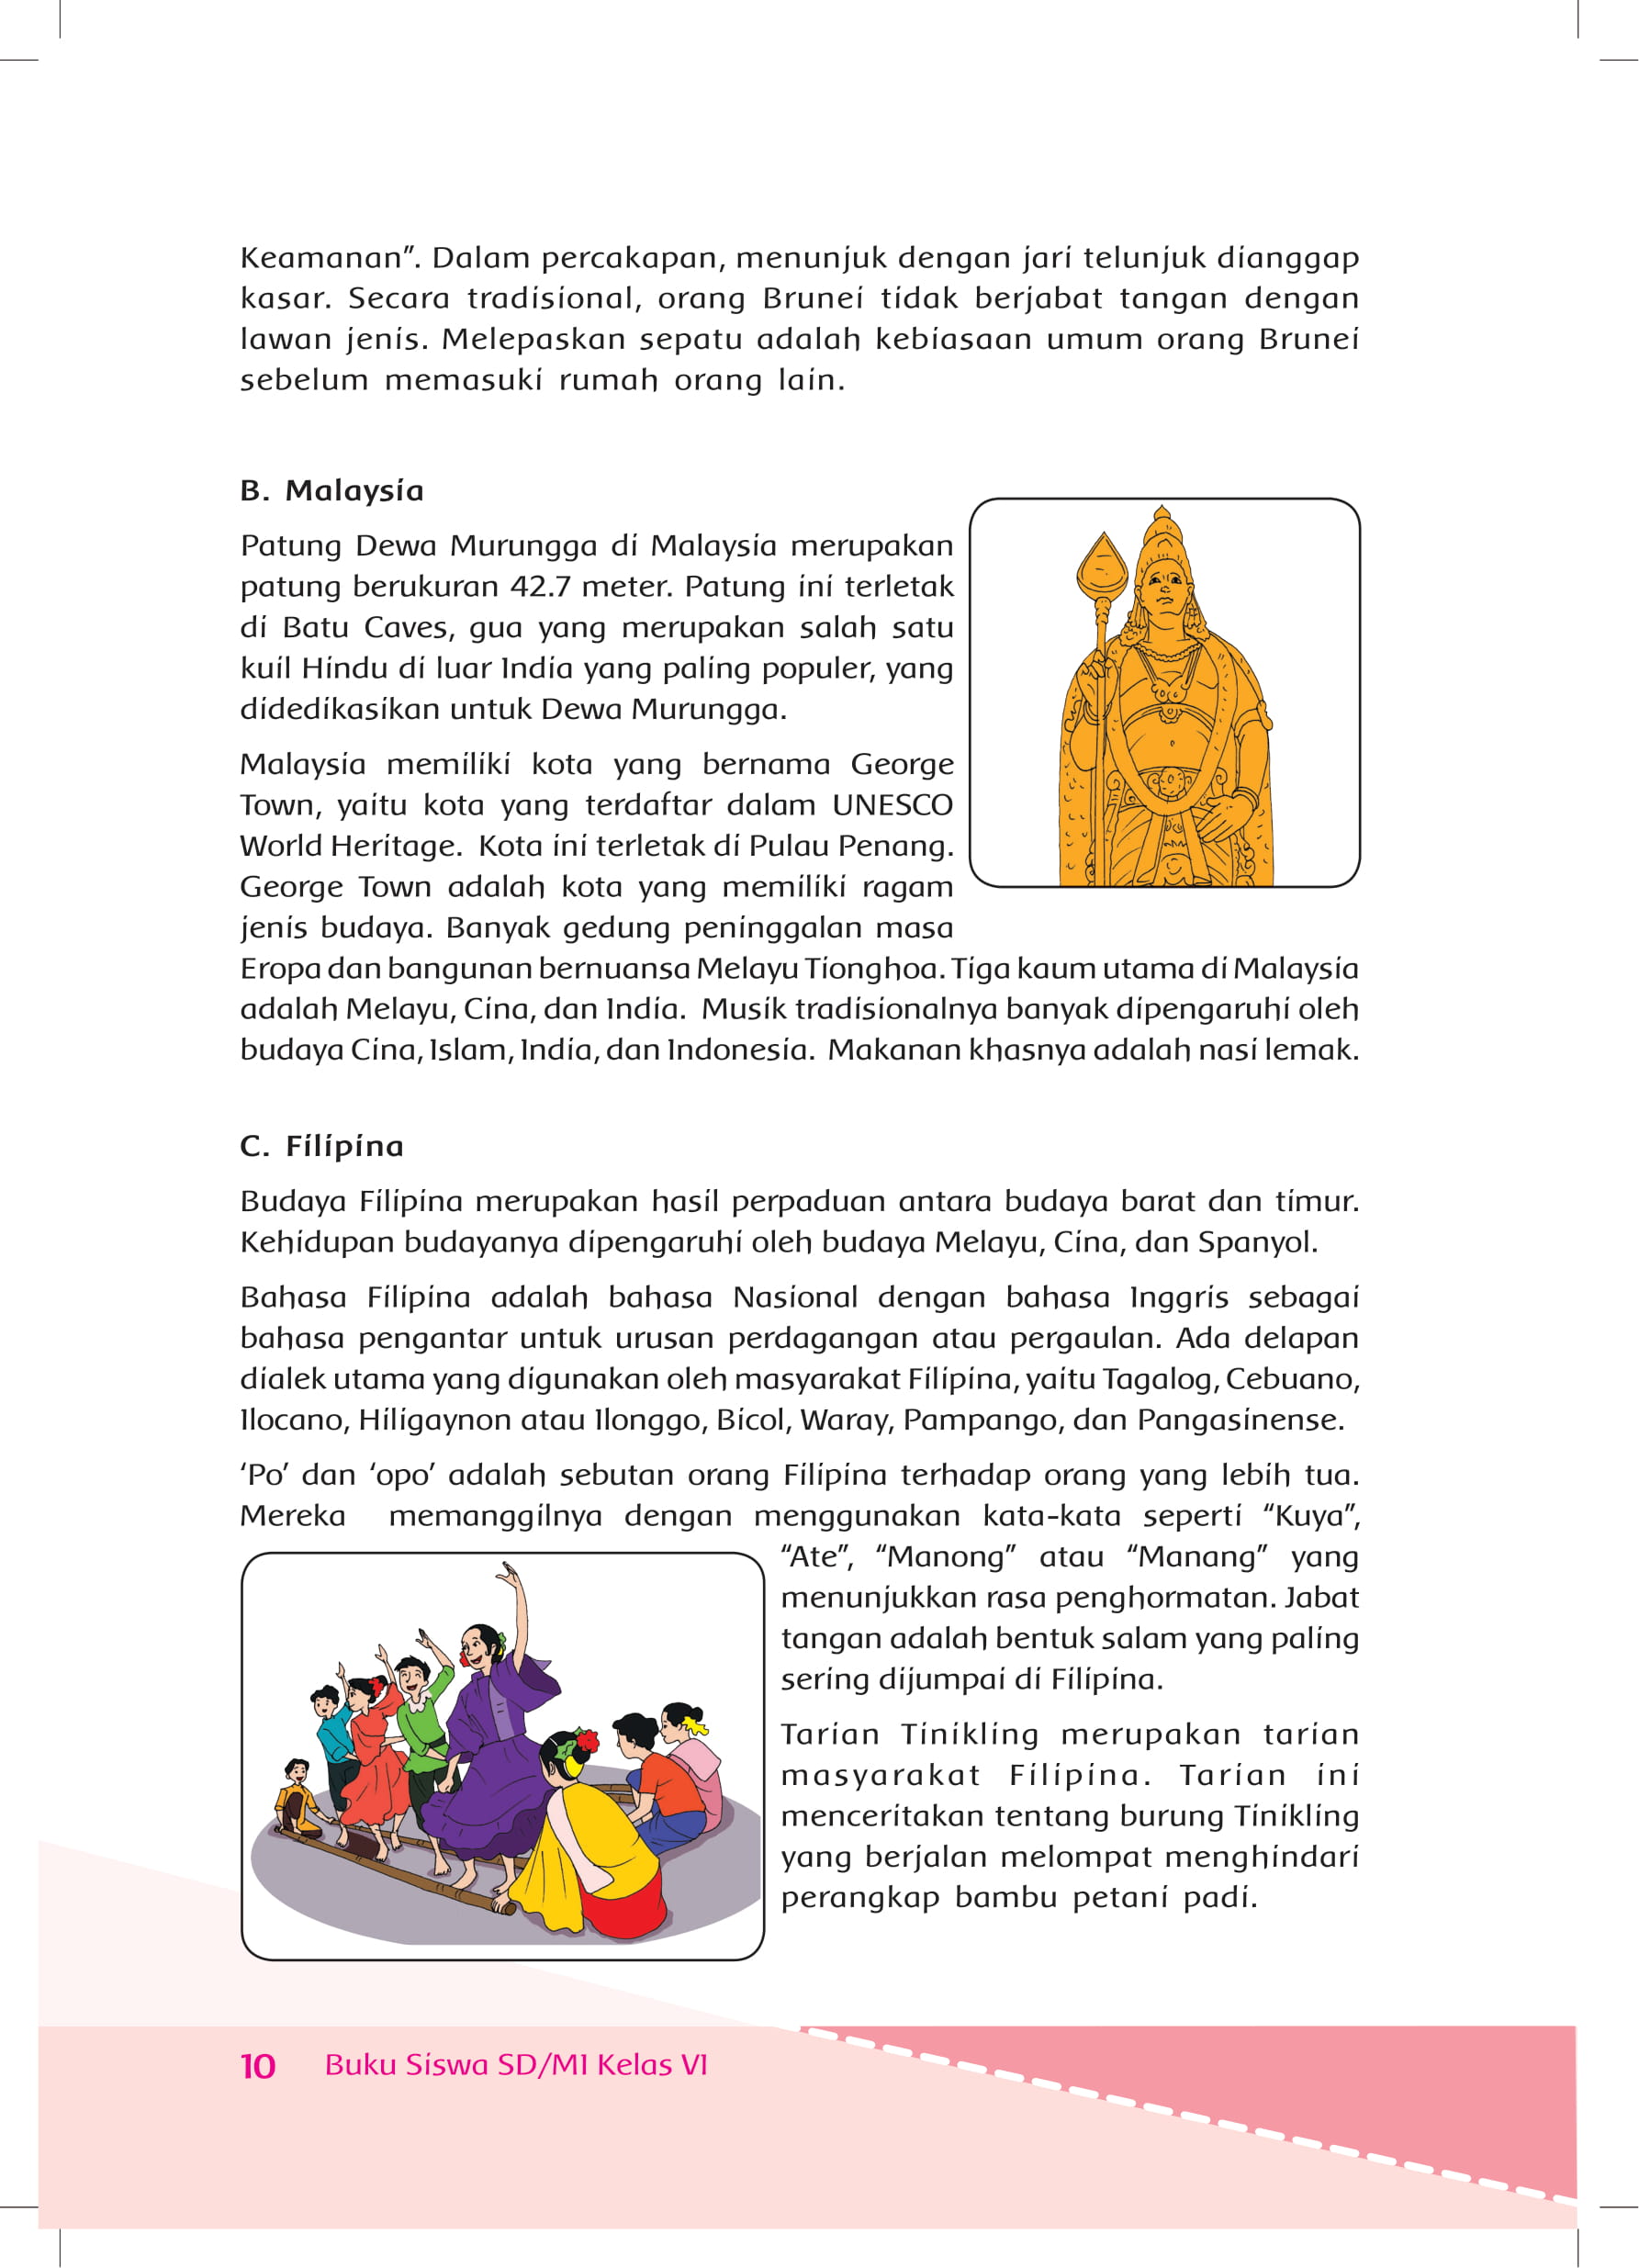 Keamanan”. Dalam percakapan, menunjuk dengan jari telunjuk dianggap
kasar. Secara tradisional, orang Brunei tidak berjabat tangan dengan
lawan jenis. Melepaskan sepatu adalah kebiasaan umum orang Brunei
sebelum memasuki rumah orang lain.
B. Malaysia
Patung Dewa Murungga di Malaysia merupakan
patung berukuran 42.7 meter. Patung ini terletak
di Batu Caves, gua yang merupakan salah satu
kuil Hindu di luar India yang paling populer, yang
didedikasikan untuk Dewa Murungga.
Malaysia memiliki kota yang bernama George
Town, yaitu kota yang terdaftar dalam UNESCO
World Heritage. Kota ini terletak di Pulau Penang.
George Town adalah kota yang memiliki ragam
jenis budaya. Banyak gedung peninggalan masa
Eropa dan bangunan bernuansa Melayu Tionghoa. Tiga kaum utama di Malaysia
adalah Melayu, Cina, dan India. Musik tradisionalnya banyak dipengaruhi oleh
budaya Cina, Islam, India, dan Indonesia. Makanan khasnya adalah nasi lemak.
C. Filipina
Budaya Filipina merupakan hasil perpaduan antara budaya barat dan timur.
Kehidupan budayanya dipengaruhi oleh budaya Melayu, Cina, dan Spanyol.
Bahasa Filipina adalah bahasa Nasional dengan bahasa Inggris sebagai
bahasa pengantar untuk urusan perdagangan atau pergaulan. Ada delapan
dialek utama yang digunakan oleh masyarakat Filipina, yaitu Tagalog, Cebuano,
Ilocano, Hiligaynon atau Ilonggo, Bicol, Waray, Pampango, dan Pangasinense.
‘Po’ dan ‘opo’ adalah sebutan orang Filipina terhadap orang yang lebih tua.
Mereka memanggilnya dengan menggunakan kata-kata seperti “Kuya”,
“Ate”, “Manong” atau “Manang” yang
menunjukkan rasa penghormatan. Jabat
tangan adalah bentuk salam yang paling
sering dijumpai di Filipina.
Tarian Tinikling merupakan tarian
masyarakat Filipina. Tarian ini
menceritakan tentang burung Tinikling
yang berjalan melompat menghindari
perangkap bambu petani padi.
10 Buku Siswa SD/MI Kelas VI